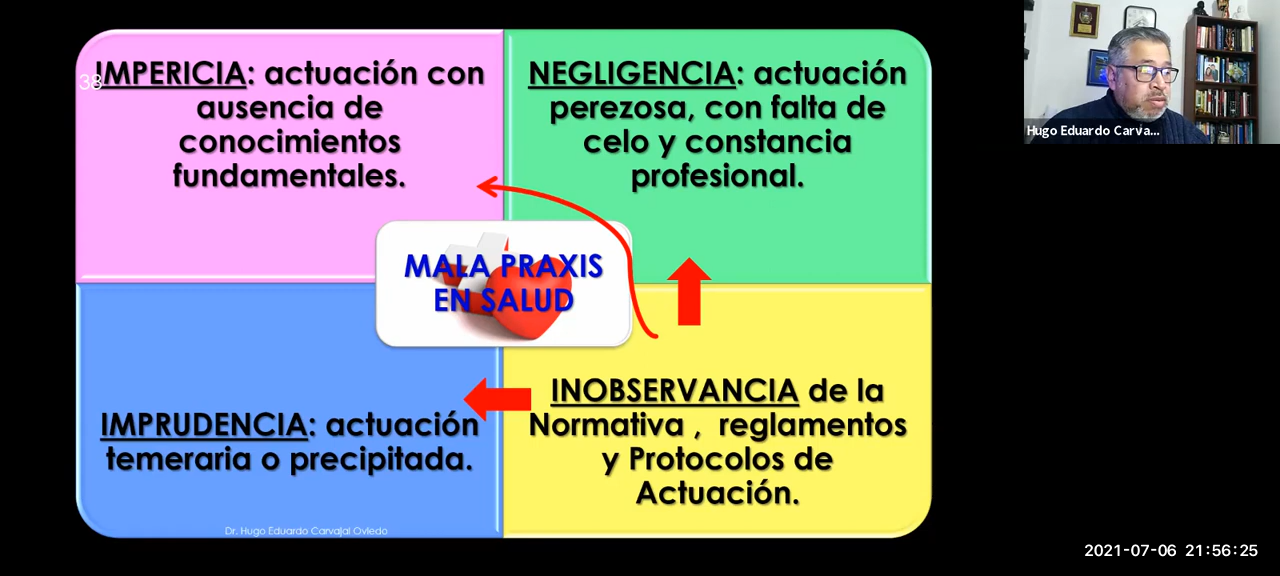 38
IMPERICIA: actuación con
ausencia de
conocimientos
fundamentales.
NEGLIGENCIA: actuación
perezosa, con falta de
celo y constancia
profesional.
MALA PRAXIS
EN SALUD
IMPRUDENCIA: actuación
temeraria o precipitada.
INOBSERVANCIA de la
Normativa , reglamentos
y Protocolos de
Actuación.
Dr. Hugo Eduardo Carvajal Oviedo
Hugo Eduardo Carva...
2021-07-06 21:56:25